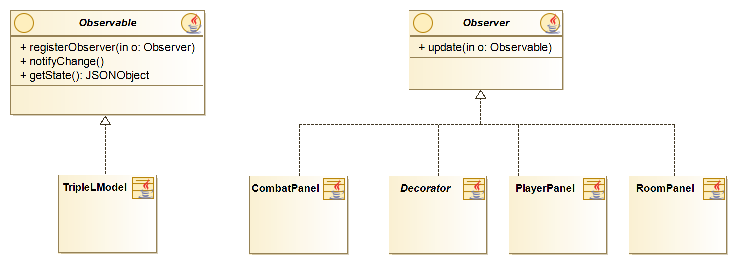 Observable
+ registerObserver(in o: Observer)
+ notifyChange()
+ getState(): JSONObject
Observer
+ update(in o: Observable)
TripleLModel
CombatPanel
Decorator
PlayerPanel
RoomPanel